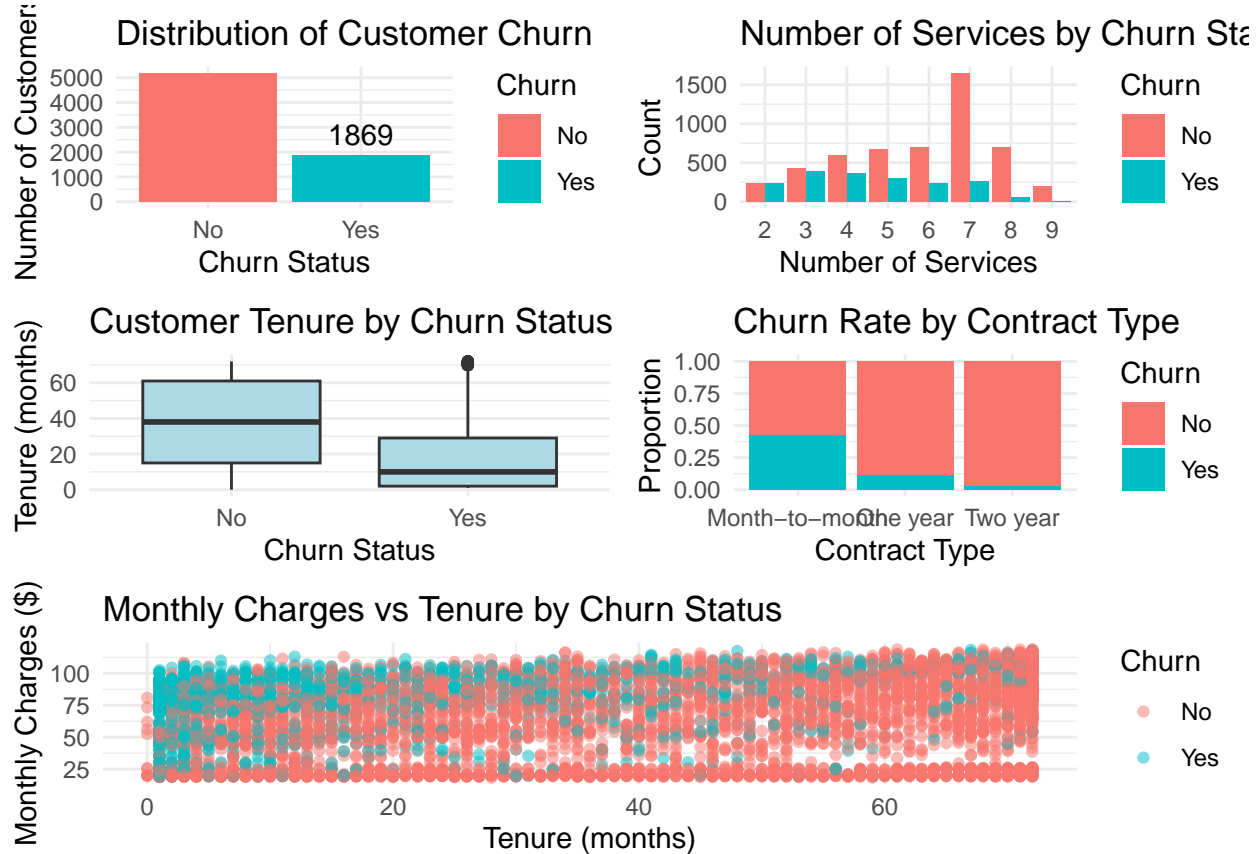 Distribution of Customer Churn
Number of Customers
5000
4000
3000
2000
1000
0
1869
No
Yes
Churn Status
Churn
No
Yes
Number of Services by Churn Sta
Count
1500
1000
500
0
2
3
4
5
6
7
8
9
Number of Services
Churn
No
Yes
Customer Tenure by Churn Status
Tenure (months)
60
40
20
0
No
Yes
Churn Status
Churn Rate by Contract Type
Proportion
1.00
0.75
0.50
0.25
0.00
Month−to−month
One year
Two year
Contract Type
Churn
No
Yes
Monthly Charges vs Tenure by Churn Status
Monthly Charges ($)
100
75
50
25
0
20
40
60
Tenure (months)
Churn
No
Yes